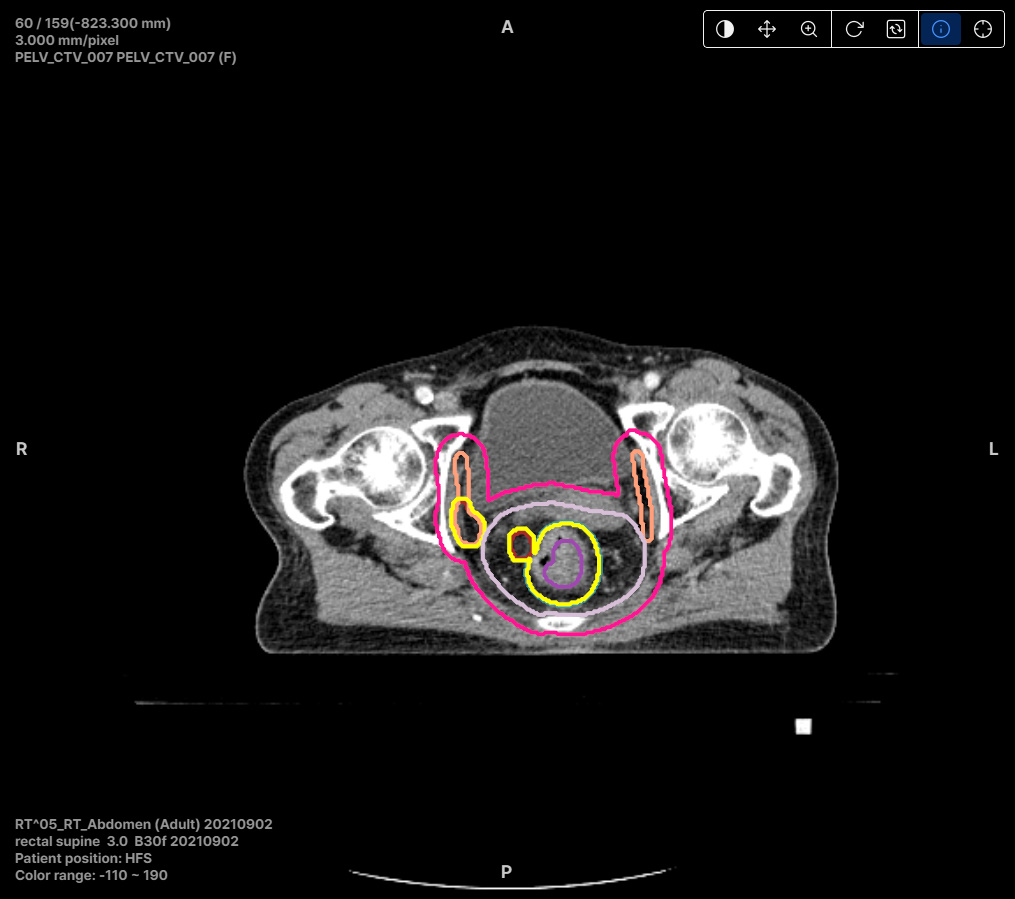 60 / 159(-823.300 mm)
3.000 mm/pixel
PELV_CTV_007 PELV_CTV_007 (F)
A
R
L
RT^05_RT_Abdomen (Adult) 20210902
rectal supine  3.0  B30f 20210902
Patient position: HFS
Color range: -110 ~ 190
P